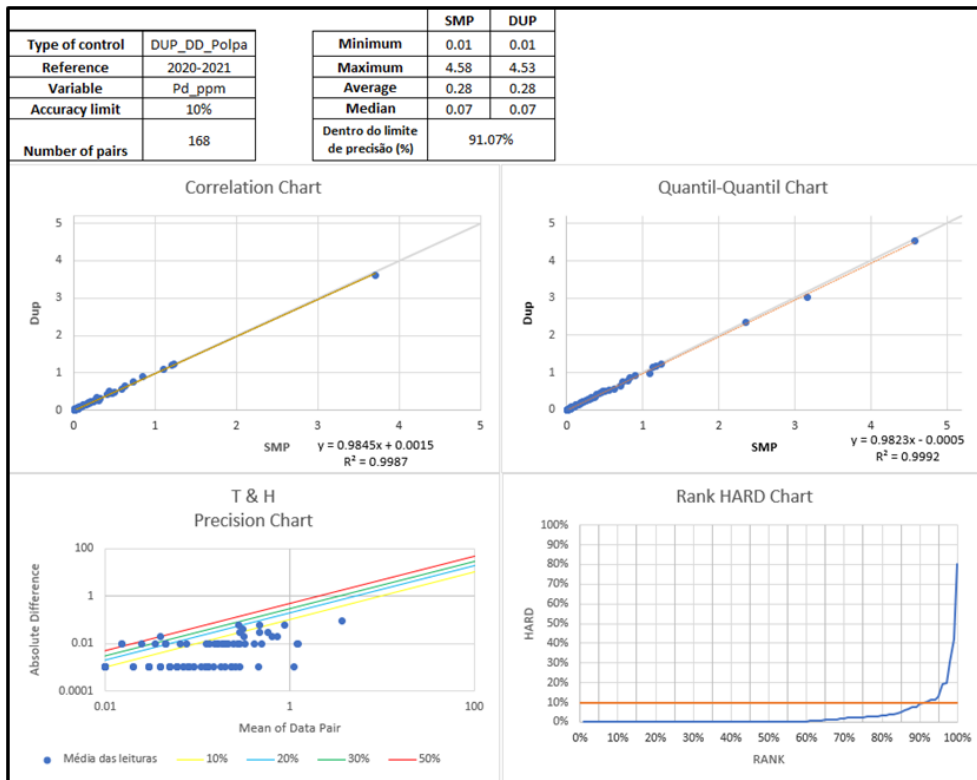 SMP DUP
Type of control DUP_DD_Polpa Minimum 0.01 0.01
Reference 2020-2021 Maximum 4.58 4.53
Variable Pd_ppm Average 0.28 0.28
Accuracy limit 10% Median 0.07 0.07
Number of pairs 168 Dentro do limite de precisão (%) 91.07%
Correlation Chart
5
4
3
2
1
0
Dup
0 1 2 3 4 5
SMP
y = 0.9845x + 0.0015
R² = 0.9987
Quantil-Quantil Chart
5
4
3
2
1
0
Dup
0 1 2 3 4 5
SMP
y = 0.9823x - 0.0005
R² = 0.9992
T & H
Precision Chart
100
1
0.01
0.0001
Absolute Difference
0.01 1 100
Mean of Data Pair
Média das leituras 10% 20% 30% 50%
Rank HARD Chart
100%
90%
80%
70%
60%
50%
40%
30%
20%
10%
0%
HARD
0% 10% 20% 30% 40% 50% 60% 70% 80% 90% 100%
RANK